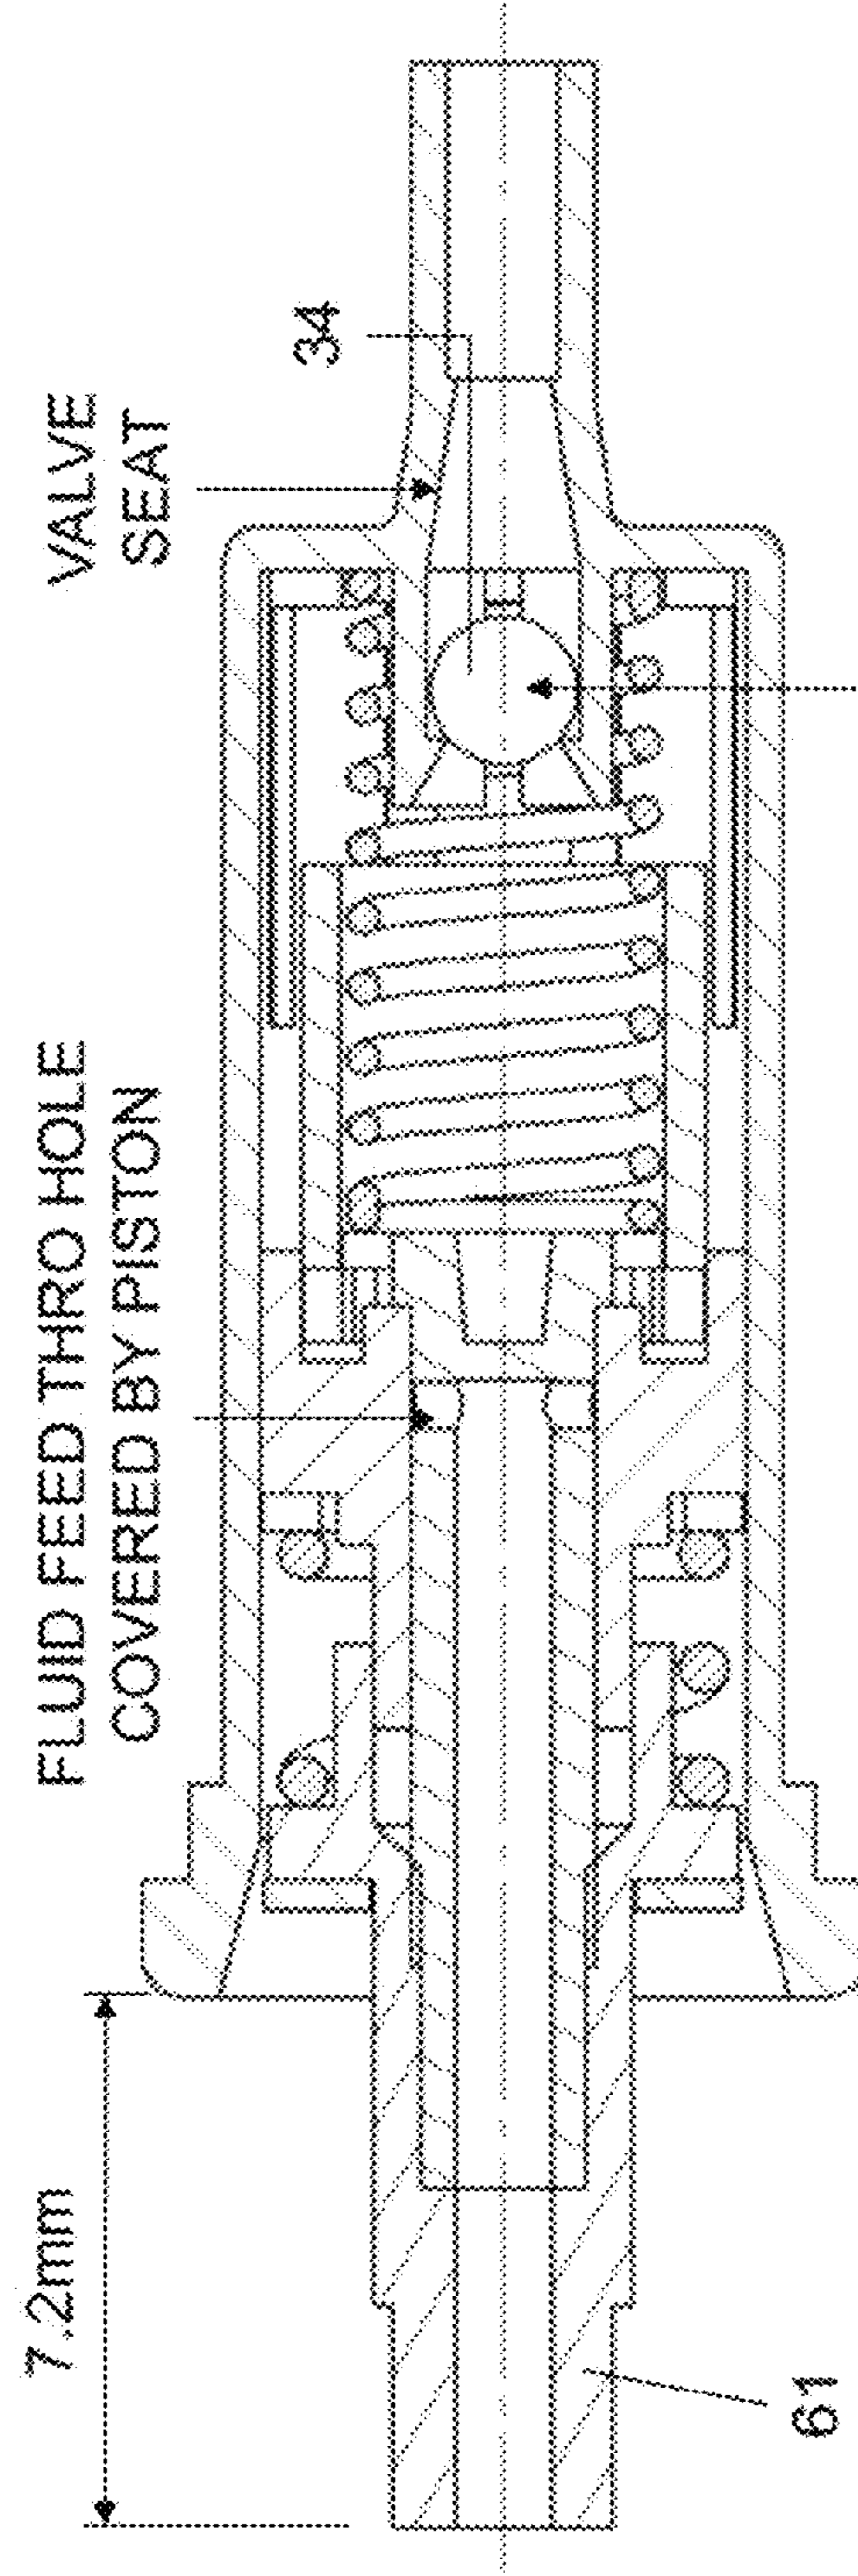 VALVE
SEAT
34
FLUID FEED THRO HOLE
COVERED BY PISTON
7.2mm
61